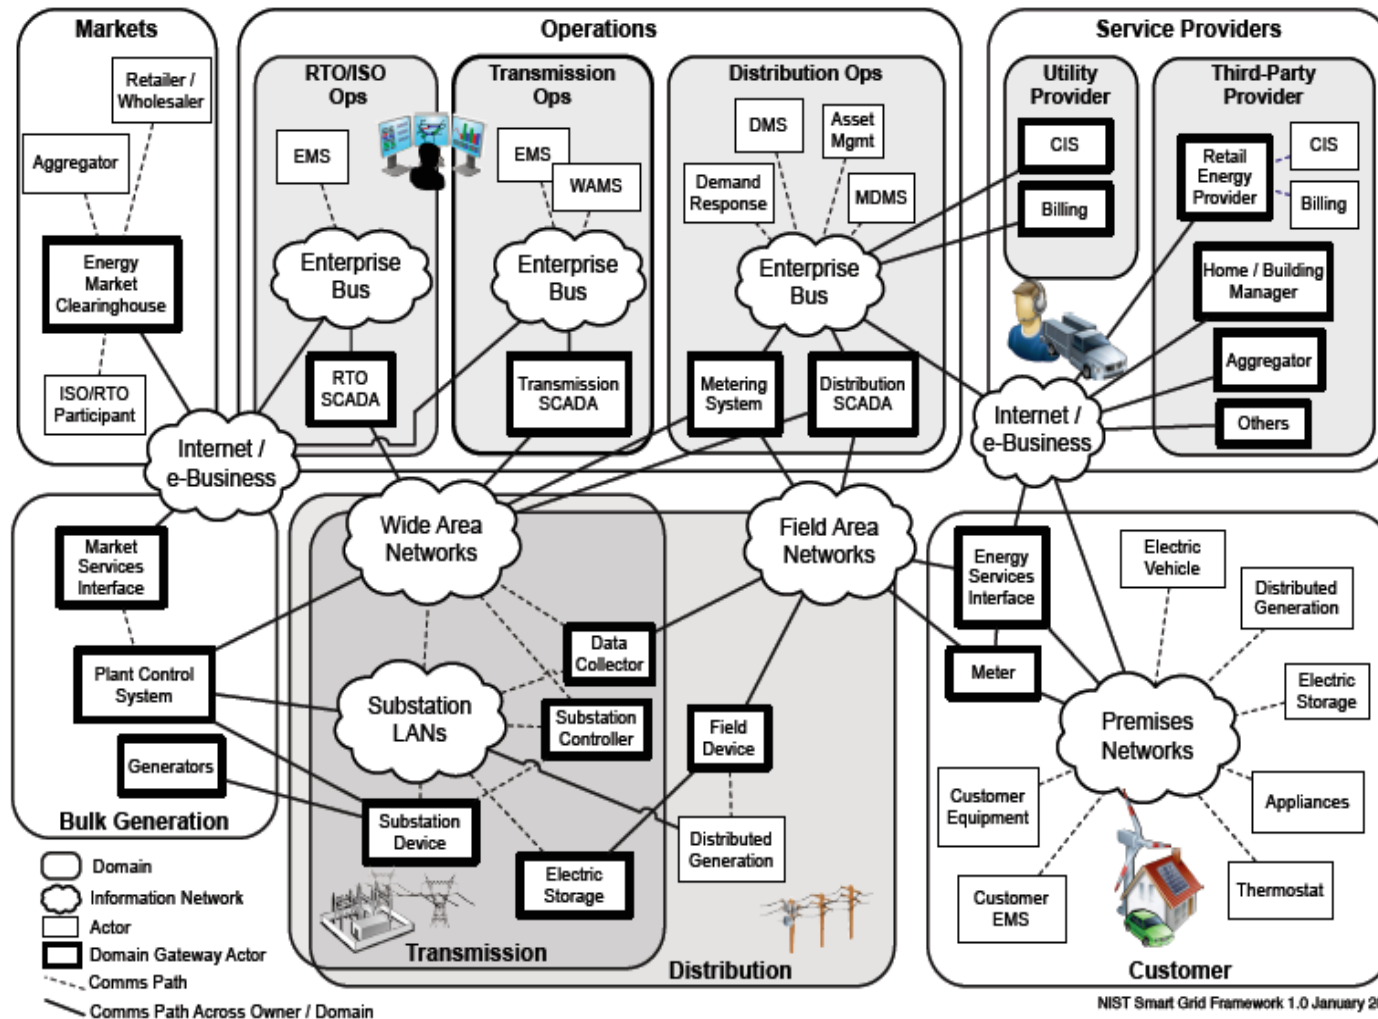 Markets
Operations
Service Providers
Retailer /
Wholesaler
Aggregator
Energy
Market
Clearinghouse
ISO/RTO
Participant
RTO/ISO
Ops
EMS
Enterprise
Bus
RTO
SCADA
Transmission
Ops
EMS
WAMS
Enterprise
Bus
Transmission
SCADA
Distribution Ops
DMS
Asset
Mgmt
Demand
Response
MDMS
Enterprise
Bus
Metering
System
Distribution
SCADA
Utility
Provider
CIS
Billing
Third-Party
Provider
Retail
Energy
Provider
CIS
Billing
Home / Building
Manager
Aggregator
Others
Internet /
e-Business
Internet /
e-Business
Wide Area
Networks
Field Area
Networks
Market
Services
Interface
Plant Control
System
Generators
Bulk Generation
Substation
LANs
Data
Collector
Substation
Controller
Field
Device
Substation
Device
Electric
Storage
Distributed
Generation
Transmission
Distribution
Energy
Services
Interface
Meter
Electric
Vehicle
Distributed
Generation
Electric
Storage
Premises
Networks
Customer
Equipment
Appliances
Customer
EMS
Thermostat
Customer
Domain
Information Network
Actor
Domain Gateway Actor
Comms Path
Comms Path Across Owner / Domain
NIST Smart Grid Framework 1.0 January